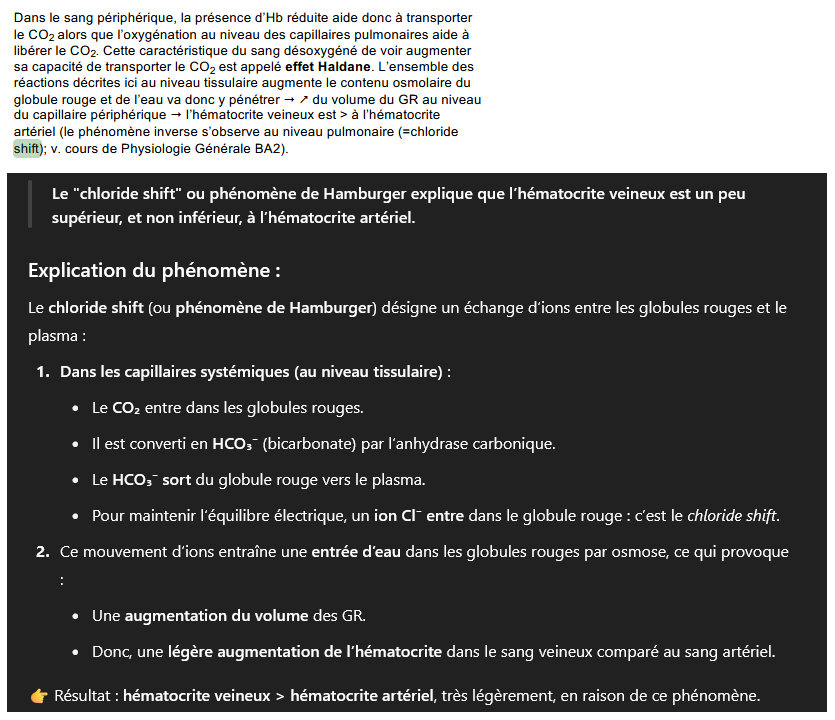 Dans le sang périphérique, la présence d'Hb réduite aide donc à transporter
le CO₂ alors que l'oxygénation au niveau des capillaires pulmonaires aide à
libérer le CO₂. Cette caractéristique du sang désoxygéné de voir augmenter
sa capacité de transporter le CO₂ est appelé effet Haldane. L'ensemble des
réactions décrites ici au niveau tissulaire augmente le contenu osmolaire du
globule rouge et de l'eau va donc y pénétrer → ↗ du volume du GR au niveau
du capillaire périphérique → l'hématocrite veineux est > à l'hématocrite
artériel (le phénomène inverse s'observe au niveau pulmonaire (=chloride
shift); v. cours de Physiologie Générale BA2).
Le "chloride shift" ou phénomène de Hamburger explique que l'hématocrite veineux est un peu
supérieur, et non inférieur, à l'hématocrite artériel.
Explication du phénomène :
Le chloride shift (ou phénomène de Hamburger) désigne un échange d'ions entre les globules rouges et le
plasma :
1. Dans les capillaires systémiques (au niveau tissulaire) :
• Le CO₂ entre dans les globules rouges.
• Il est converti en HCO₃⁻ (bicarbonate) par l'anhydrase carbonique.
• Le HCO₃⁻ sort du globule rouge vers le plasma.
• Pour maintenir l'équilibre électrique, un ion Cl⁻ entre dans le globule rouge : c'est le chloride shift.
2. Ce mouvement d'ions entraîne une entrée d'eau dans les globules rouges par osmose, ce qui provoque
:
• Une augmentation du volume des GR.
• Donc, une légère augmentation de l'hématocrite dans le sang veineux comparé au sang artériel.
👉 Résultat : hématocrite veineux > hématocrite artériel, très légèrement, en raison de ce phénomène.